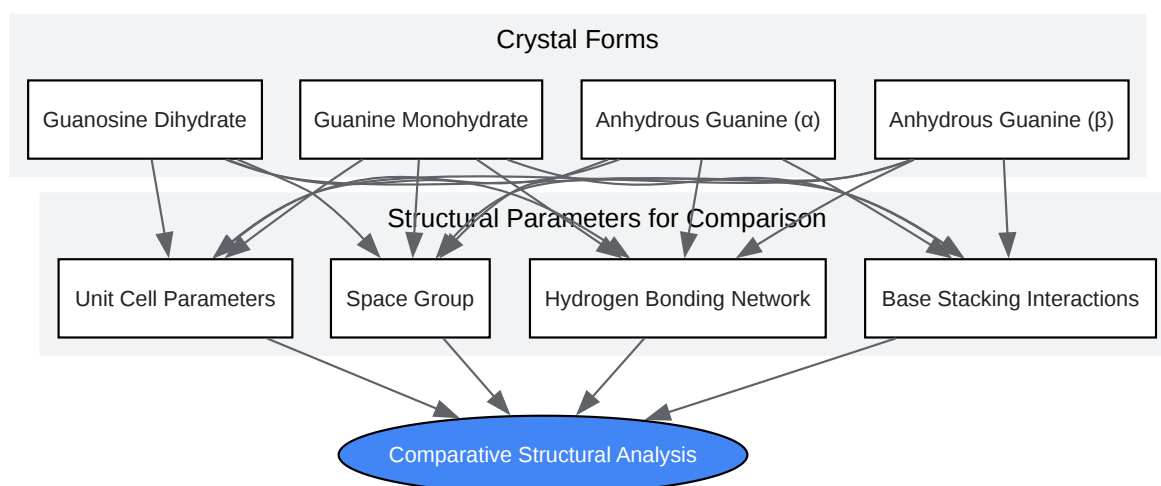 Crystal Forms
Guanosine Dihydrate
Guanine Monohydrate
Anhydrous Guanine (α)
Anhydrous Guanine (β)
Structural Parameters for Comparison
Unit Cell Parameters
Space Group
Hydrogen Bonding Network
Base Stacking Interactions
Comparative Structural Analysis